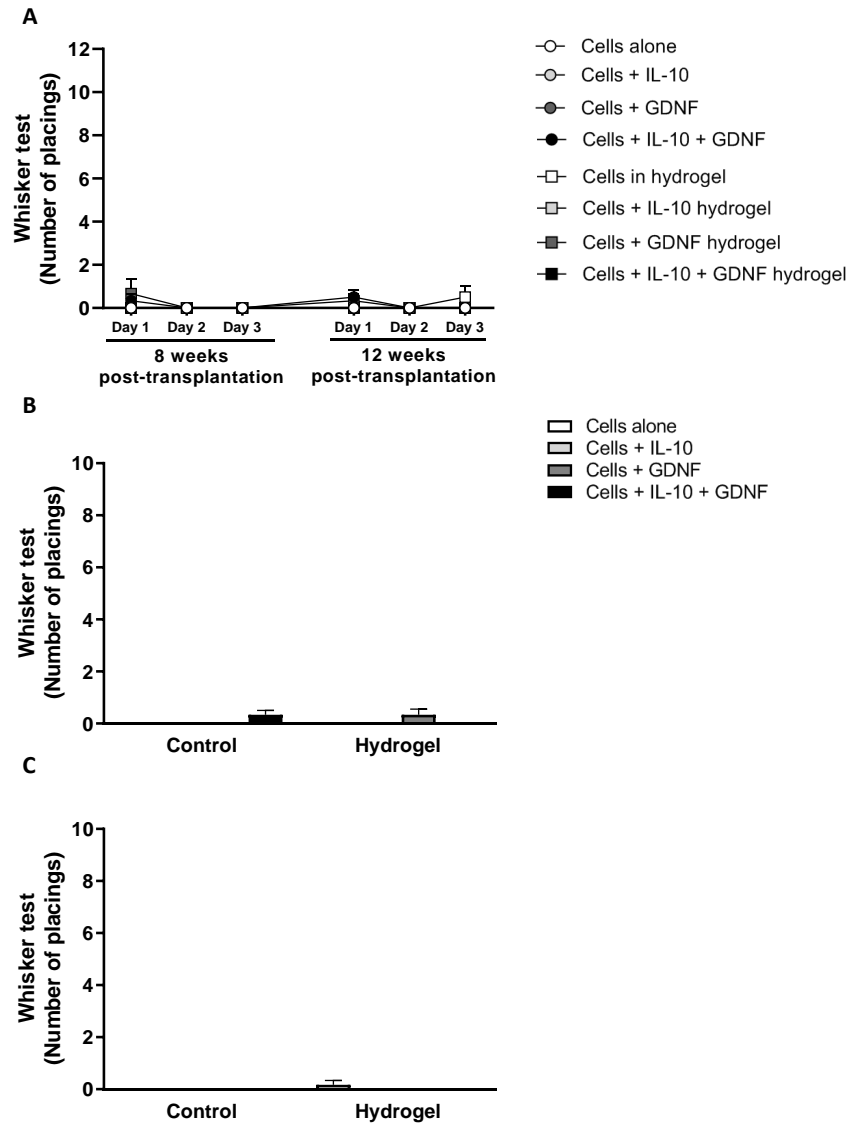 A
Whisker test
(Number of placings)
12
10
8
6
4
2
0
Day 1 Day 2 Day 3 Day 1 Day 2 Day 3
8 weeks
post-transplantation
12 weeks
post-transplantation
Cells alone
Cells + IL-10
Cells + GDNF
Cells + IL-10 + GDNF
Cells in hydrogel
Cells + IL-10 hydrogel
Cells + GDNF hydrogel
Cells + IL-10 + GDNF hydrogel
B
Whisker test
(Number of placings)
10
8
6
4
2
0
Control Hydrogel
Cells alone
Cells + IL-10
Cells + GDNF
Cells + IL-10 + GDNF
C
Whisker test
(Number of placings)
10
8
6
4
2
0
Control Hydrogel